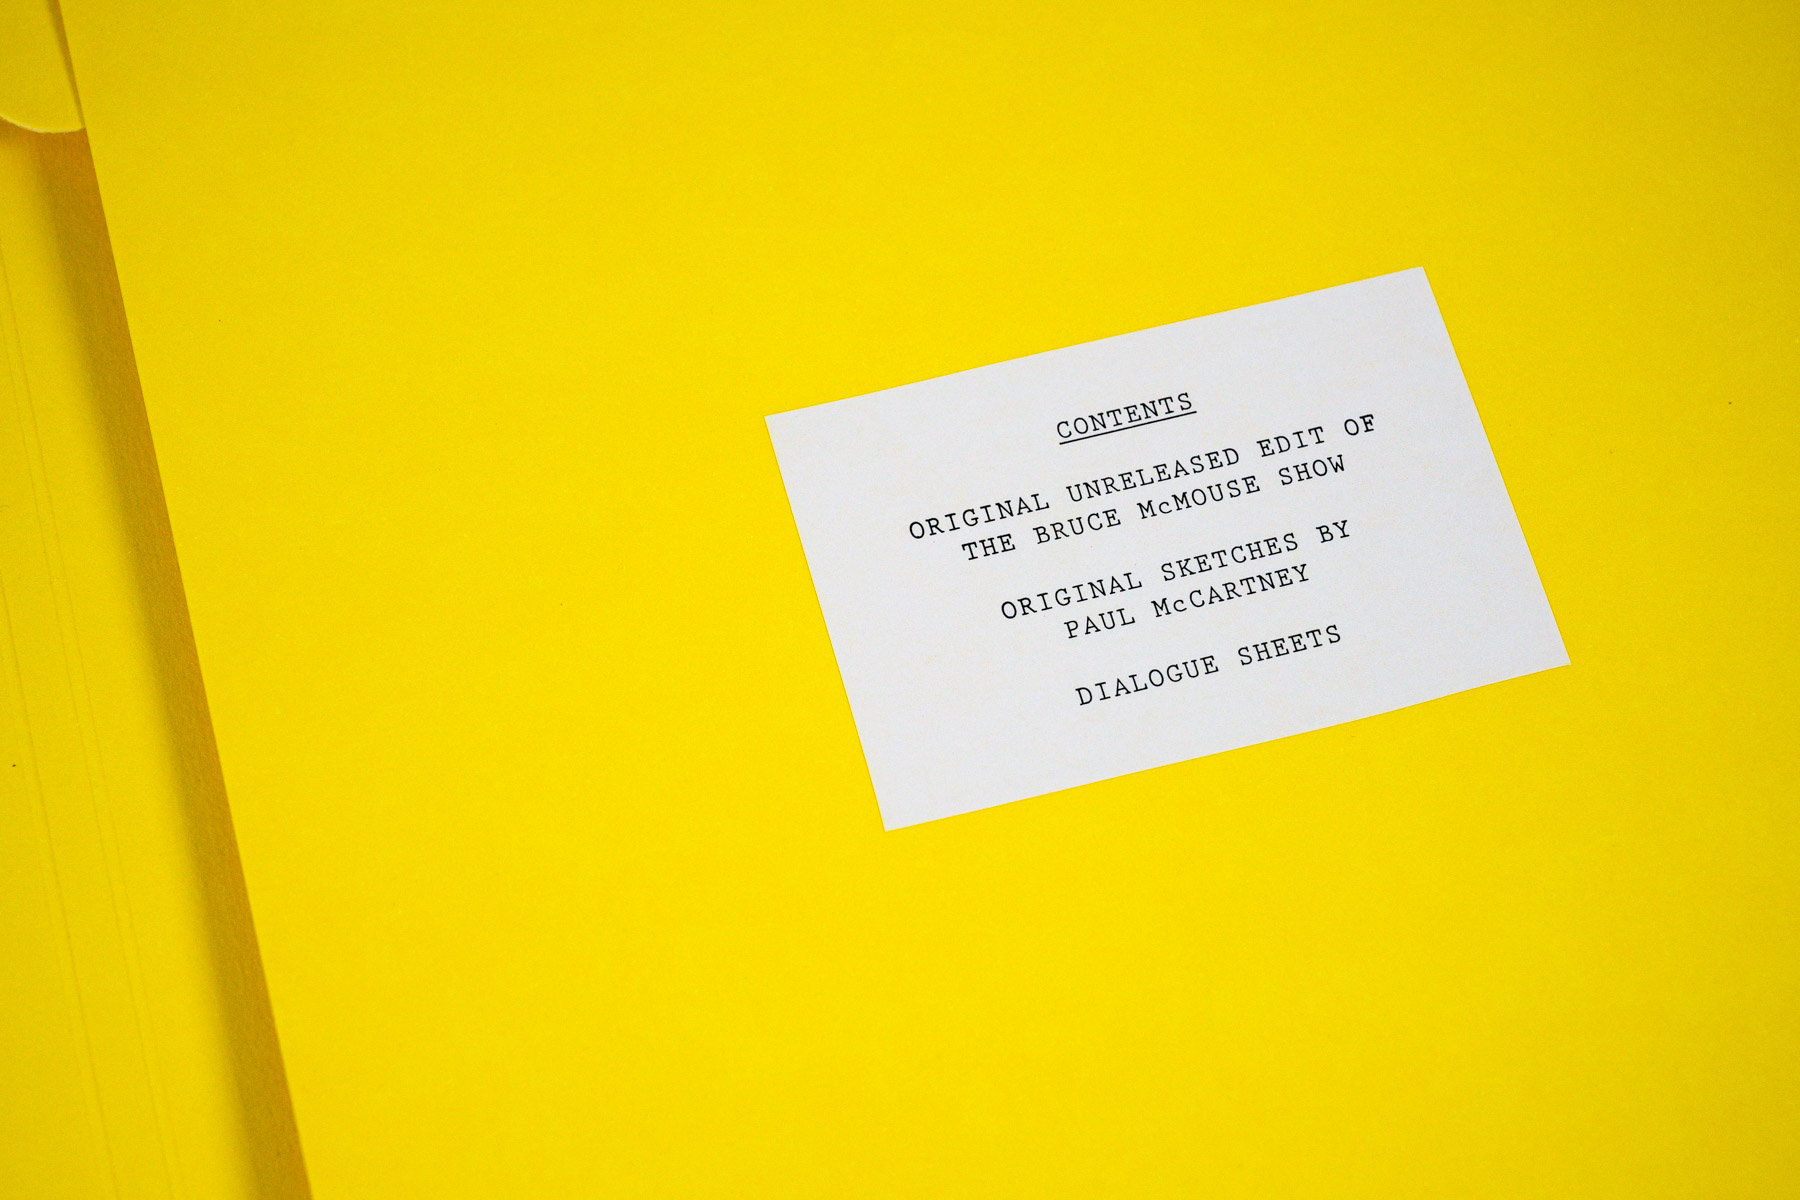 CONTENTS
ORIGINAL UNRELEASED EDIT OF
THE BRUCE McMOUSE SHOW
ORIGINAL SKETCHES BY
PAUL McCARTNEY
DIALOGUE SHEETS